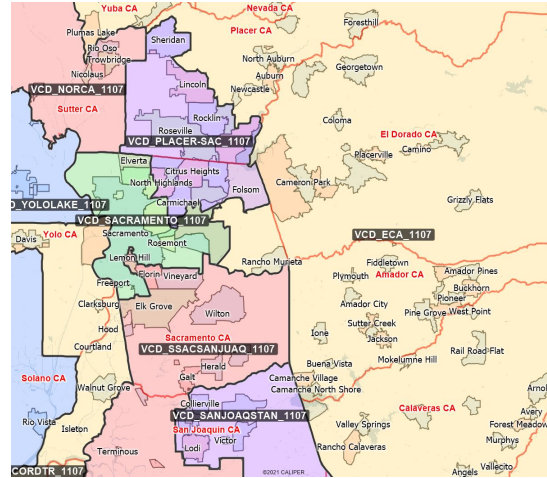 Yuba CA
Nevada CA
Plumas Lake
Placer CA
Foresthill
Sheridan
Rio Oso
Trowbridge
North Auburn
Georgetown
Nicolaus
Auburn
Lincoln
Newcastle
VCD_NORCA_1107
Sutter CA
Rocklin
Coloma
Roseville
El Dorado CA
VCD_PLACER-SAC_1107
Placerville
Camino
Elverta
Citrus Heights
North Highlands
Cameron Park
Folsom
Grizzly Flats
Carmichael
D_YOLOLAKE_1107
VCD_SACRAMENTO_1107
Davis
Yolo CA
Sacramento
VCD_ECA_1107
Rosemont
Lemon Hill
Rancho Murieta
Fiddletown
Florin
Vineyard
Plymouth
Amador CA
Amador Pines
Freeport
Buckhorn
Pioneer
Clarksburg
Elk Grove
Amador City
Wilton
Pine Grove
West Point
Hood
Sutter Creek
Sacramento CA
Ione
Jackson
Courtland
VCD_SSACSANJUAQ_1107
Rail Road Flat
Mokelumne Hill
Herald
Buena Vista
Solano CA
Galt
Camanche Village
Walnut Grove
Camanche North Shore
Arno
Collierville
Calaveras CA
Avery
Rio Vista
VCD_SANJOAQSTAN_1107
Isleton
Valley Springs
Forest Meadow
San Joaquin CA
Victor
Murphys
Lodi
Rancho Calaveras
Terminous
Vallecito
CORDTR_1107
©2021 CALIPER
Angels